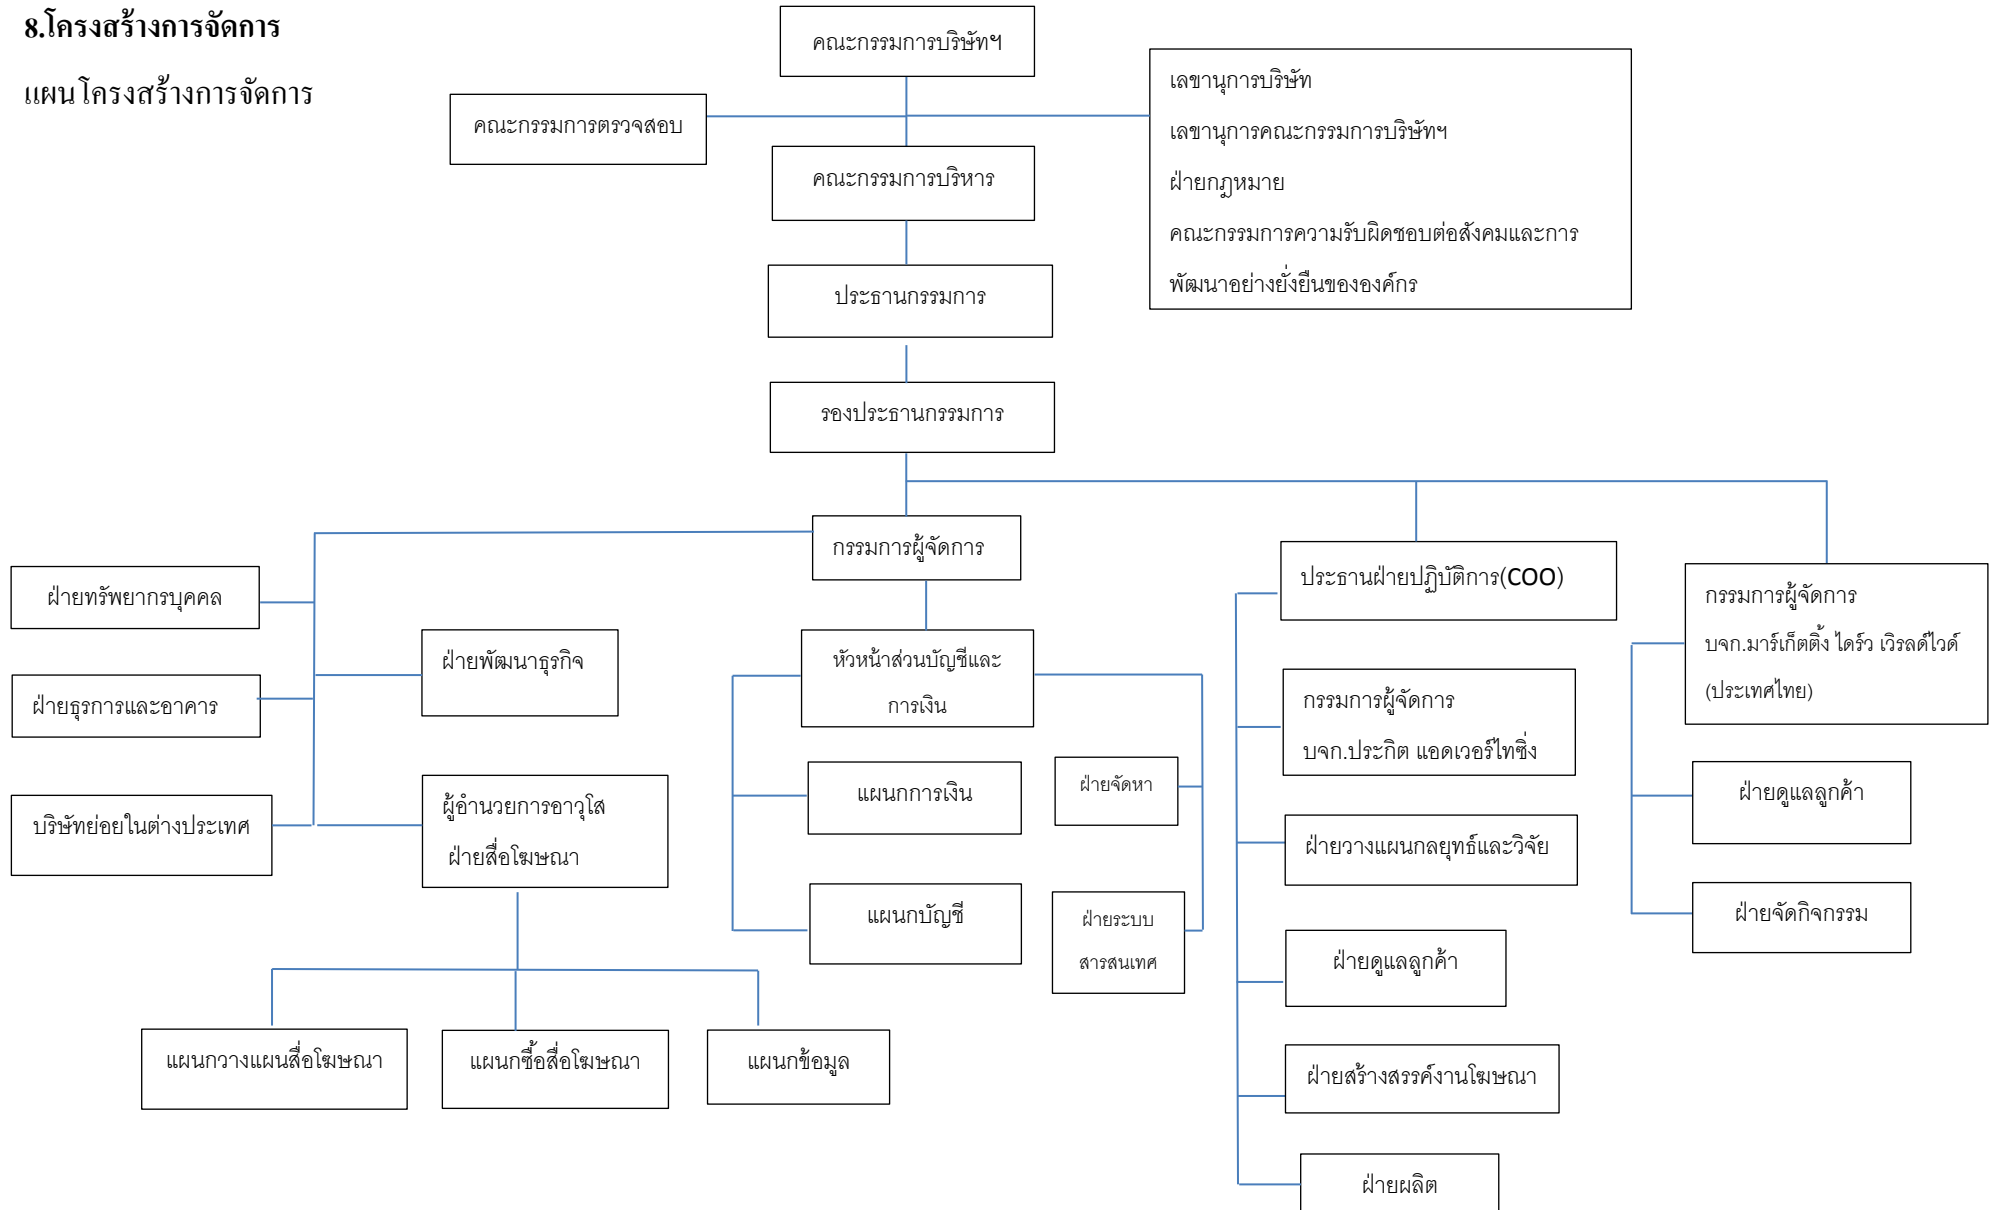 8.โครงสร้างการจัดการ
แผนโครงสร้างการจัดการ
คณะกรรมการบริษัทฯ
คณะกรรมการตรวจสอบ
เลขานุการบริษัท
เลขานุการคณะกรรมการบริษัทฯ
ฝ่ายกฎหมาย
คณะกรรมการความรับผิดชอบต่อสังคมและการ
พัฒนาอย่างยั่งยืนขององค์กร
คณะกรรมการบริหาร
ประธานกรรมการ
รองประธานกรรมการ
กรรมการผู้จัดการ
ฝ่ายทรัพยากรบุคคล
ฝ่ายธุรการและอาคาร
บริษัทย่อยในต่างประเทศ
ฝ่ายพัฒนาธุรกิจ
ผู้อำนวยการอาวุโส
ฝ่ายสื่อโฆษณา
แผนกวางแผนสื่อโฆษณา
แผนกซื้อสื่อโฆษณา
แผนกข้อมูล
หัวหน้าส่วนบัญชีและ
การเงิน
แผนกการเงิน
แผนกบัญชี
ฝ่ายจัดหา
ฝ่ายระบบ
สารสนเทศ
ประธานฝ่ายปฏิบัติการ(COO)
กรรมการผู้จัดการ
บจก.ประกิต แอดเวอร์ไทซิ่ง
ฝ่ายวางแผนกลยุทธ์และวิจัย
ฝ่ายดูแลลูกค้า
ฝ่ายสร้างสรรค์งานโฆษณา
ฝ่ายผลิต
กรรมการผู้จัดการ
บจก.มาร์เก็ตติ้ง ไดร์ว เวิรลด์ไวด์
(ประเทศไทย)
ฝ่ายดูแลลูกค้า
ฝ่ายจัดกิจกรรม